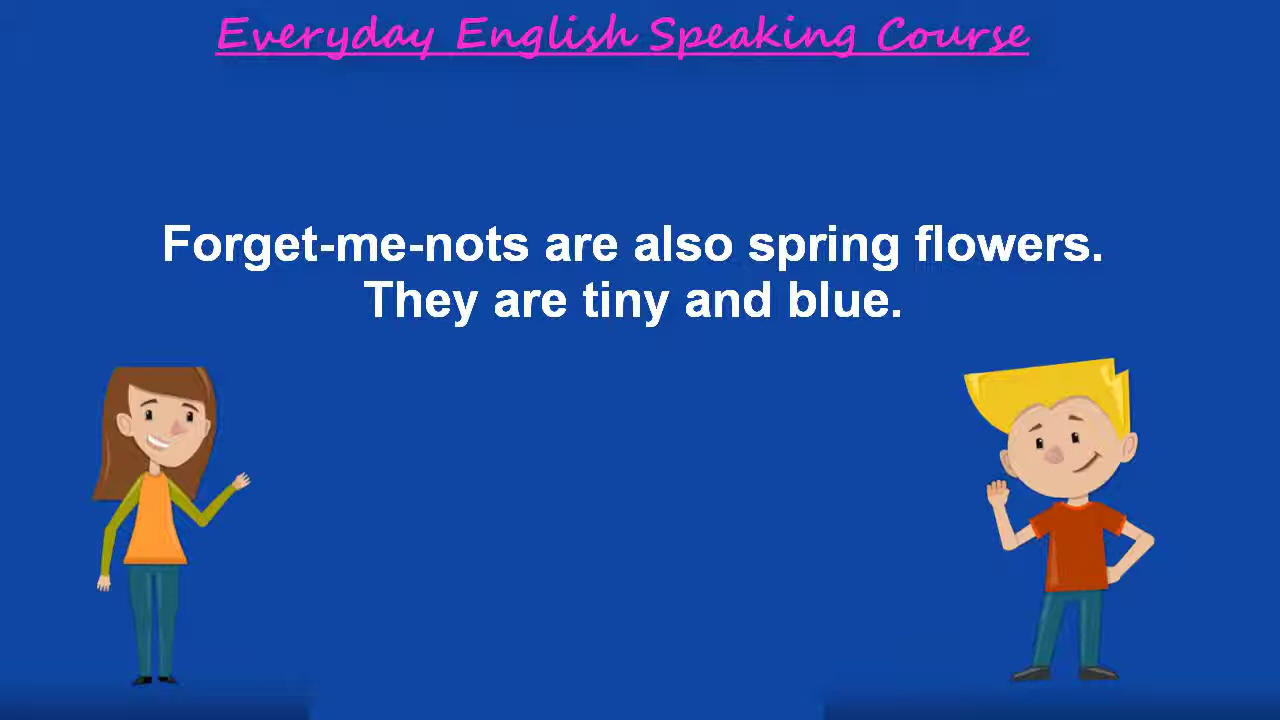 Everyday English Speaking Course
Forget-me-nots are also spring flowers.
They are tiny and blue.